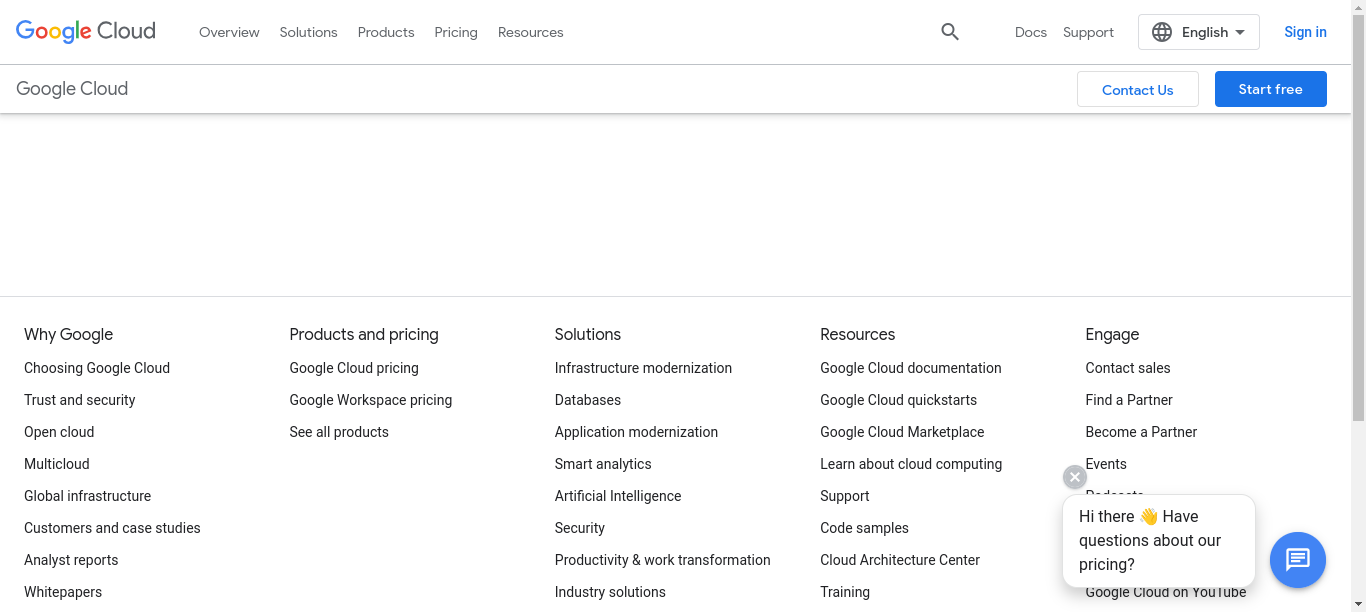 Google Cloud
Overview
Solutions
Products
Pricing
Resources
Docs
Support
English
Sign in
Google Cloud
Contact Us
Start free
Why Google
Choosing Google Cloud
Trust and security
Open cloud
Multicloud
Global infrastructure
Customers and case studies
Analyst reports
Whitepapers
Products and pricing
Google Cloud pricing
Google Workspace pricing
See all products
Solutions
Infrastructure modernization
Databases
Application modernization
Smart analytics
Artificial Intelligence
Security
Productivity & work transformation
Industry solutions
Resources
Google Cloud documentation
Google Cloud quickstarts
Google Cloud Marketplace
Learn about cloud computing
Support
Code samples
Cloud Architecture Center
Training
Engage
Contact sales
Find a Partner
Become a Partner
Events
Podcasts
Google Cloud on YouTube
Hi there 👋 Have
questions about our
pricing?